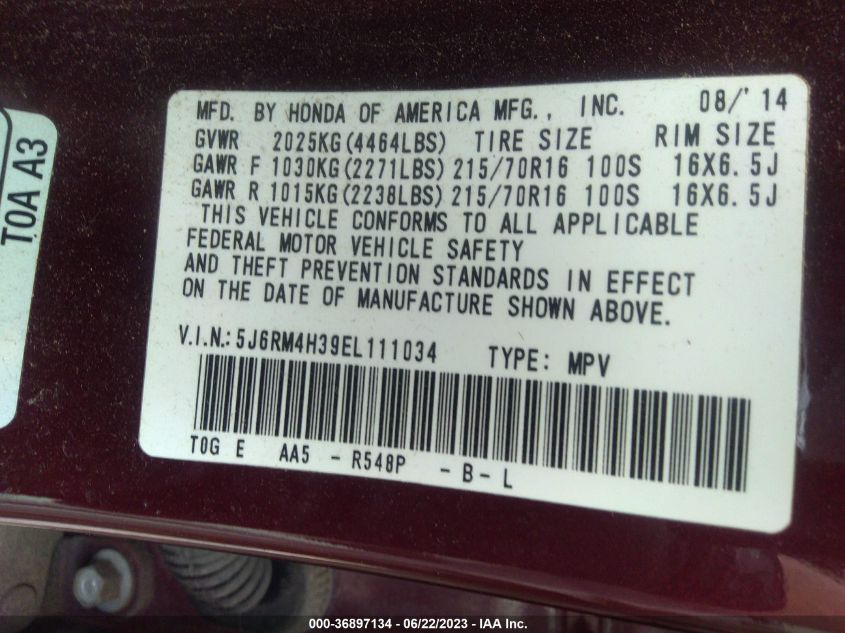 TOA A3
MFD. BY HONDA OF AMERICA MFG., INC. 08/'14
GVWR 2025KG(4464LBS) TIRE SIZE RIM SIZE
GAWR F 1030KG(2271LBS) 215/70R16 100S 16X6.5J
GAWR R 1015KG(2238LBS) 215/70R16 100S 16X6.5J
THIS VEHICLE CONFORMS TO ALL APPLICABLE
FEDERAL MOTOR VEHICLE SAFETY
AND THEFT PREVENTION STANDARDS IN EFFECT
ON THE DATE OF MANUFACTURE SHOWN ABOVE.
V.I.N.:5J6RM4H39EL111034 TYPE: MPV
T0G E AA5 - R548P - B - L
000-36897134 - 06/22/2023 - IAA Inc.